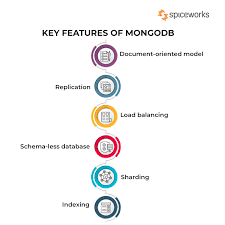 spiceworks
KEY FEATURES OF MONGODB
Document-oriented model
Replication
Load balancing
Schema-less database
Sharding
Indexing